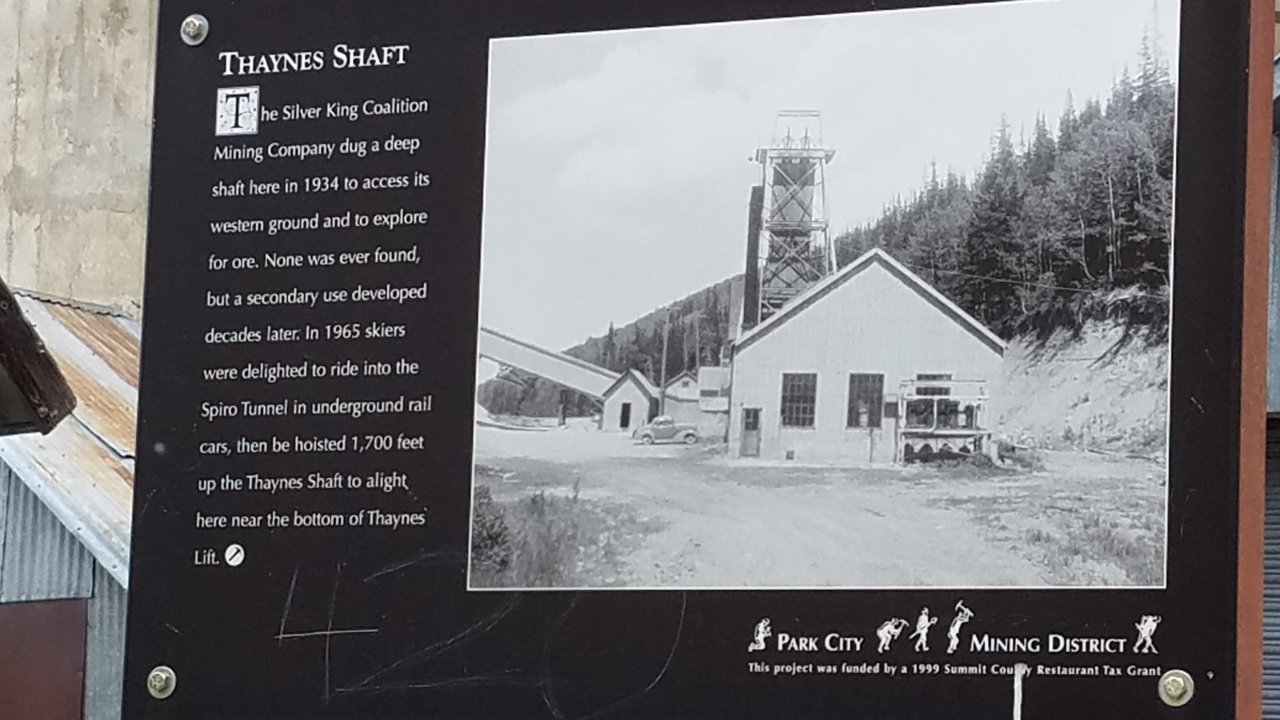 THAYNES SHAFT
The Silver King Coalition
Mining Company dug a deep
shaft here in 1934 to access its
western ground and to explore
for ore. None was ever found,
but a secondary use developed
decades later. In 1965 skiers
were delighted to ride into the
Spiro Tunnel in underground rail
cars, then be hoisted 1,700 feet
up the Thaynes Shaft to alight
here near the bottom of Thaynes
Lift.
420
PARK CITY MINING DISTRICT
This project was funded by a 1999 Summit County Restaurant Tax Grant